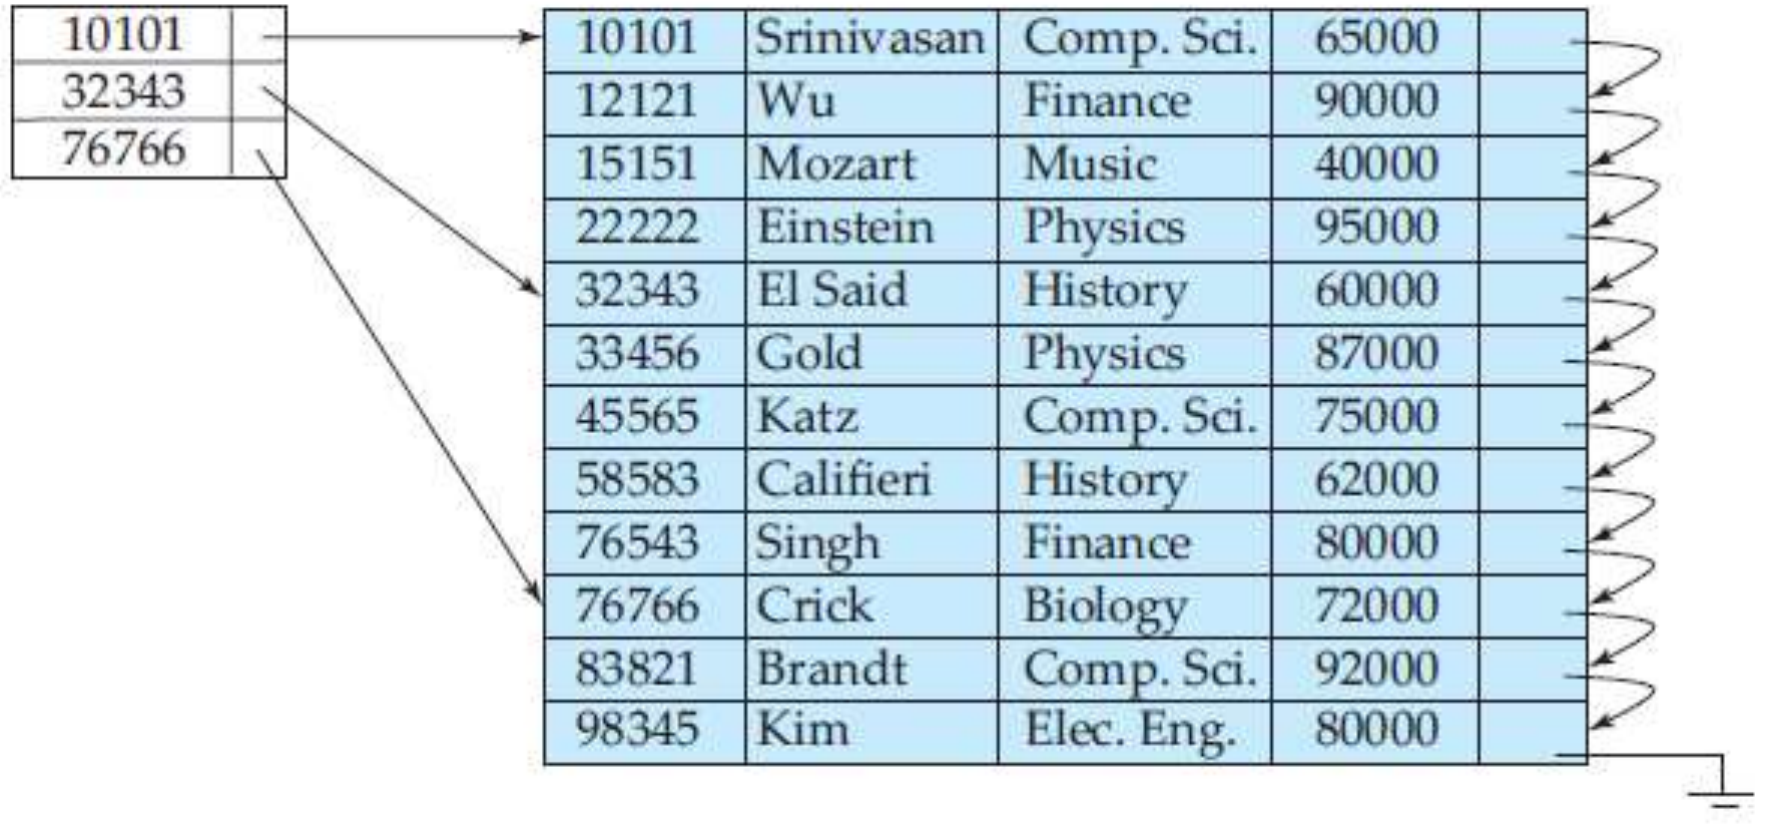 10101
32343
76766
10101 Srinivasan Comp. Sci. 65000
12121 Wu Finance 90000
15151 Mozart Music 40000
22222 Einstein Physics 95000
32343 El Said History 60000
33456 Gold Physics 87000
45565 Katz Comp. Sci. 75000
58583 Califieri History 62000
76543 Singh Finance 80000
76766 Crick Biology 72000
83821 Brandt Comp. Sci. 92000
98345 Kim Elec. Eng. 80000